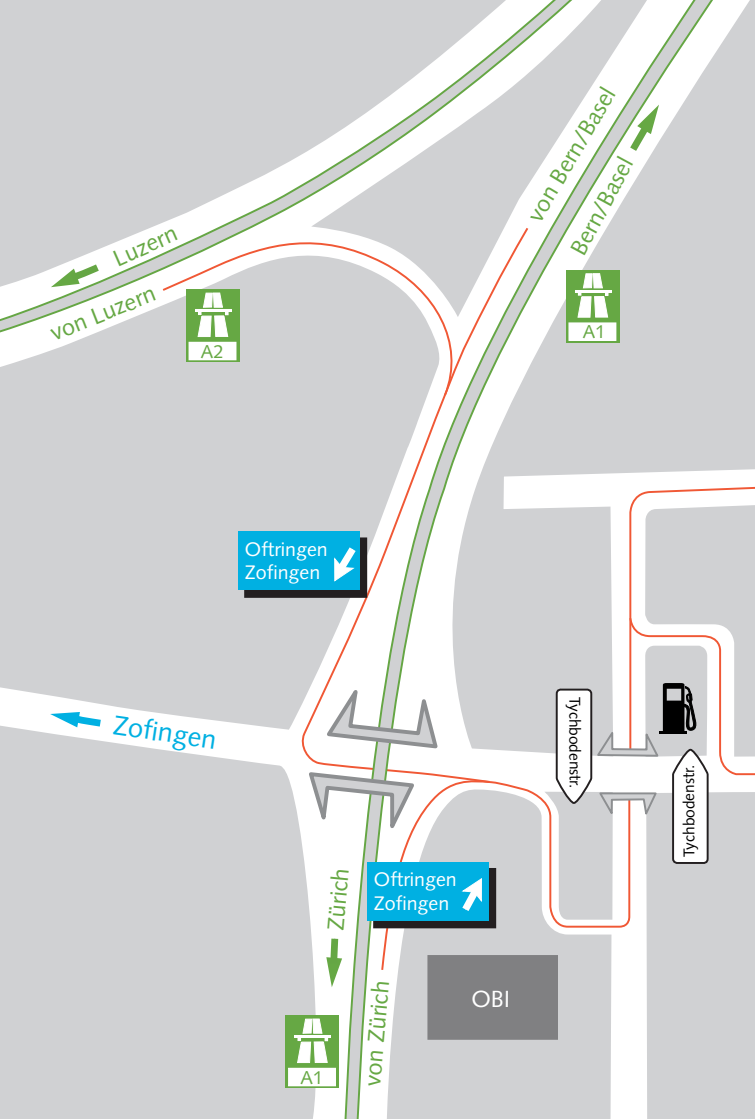 von Bern/Basel
Bern/Basel
Luzern
von Luzern
A2
A1
Oftringen
Zofingen
Zofingen
Tychbodenstr.
Tychbodenstr.
Oftringen
Zofingen
Zürich
von Zürich
OBI
A1